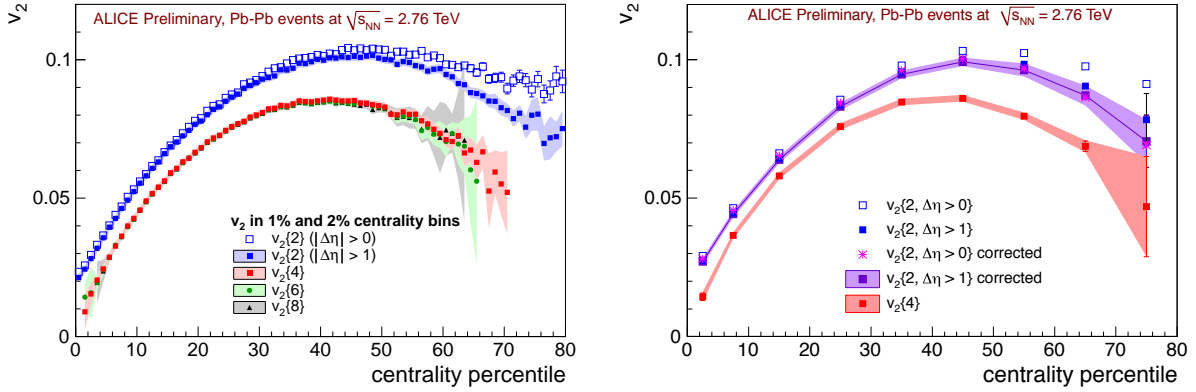 ALICE Preliminary, Pb-Pb events at √s_NN = 2.76 TeV
v₂
0.1
0.05
0
v₂ in 1% and 2% centrality bins
v₂{2} (|Δη| > 0)
v₂{2} (|Δη| > 1)
v₂{4}
v₂{6}
v₂{8}
0 10 20 30 40 50 60 70 80
centrality percentile
ALICE Preliminary, Pb-Pb events at √s_NN = 2.76 TeV
v₂
0.1
0.05
0
v₂{2, Δη > 0}
v₂{2, Δη > 1}
v₂{2, Δη > 0} corrected
v₂{2, Δη > 1} corrected
v₂{4}
0 10 20 30 40 50 60 70 80
centrality percentile